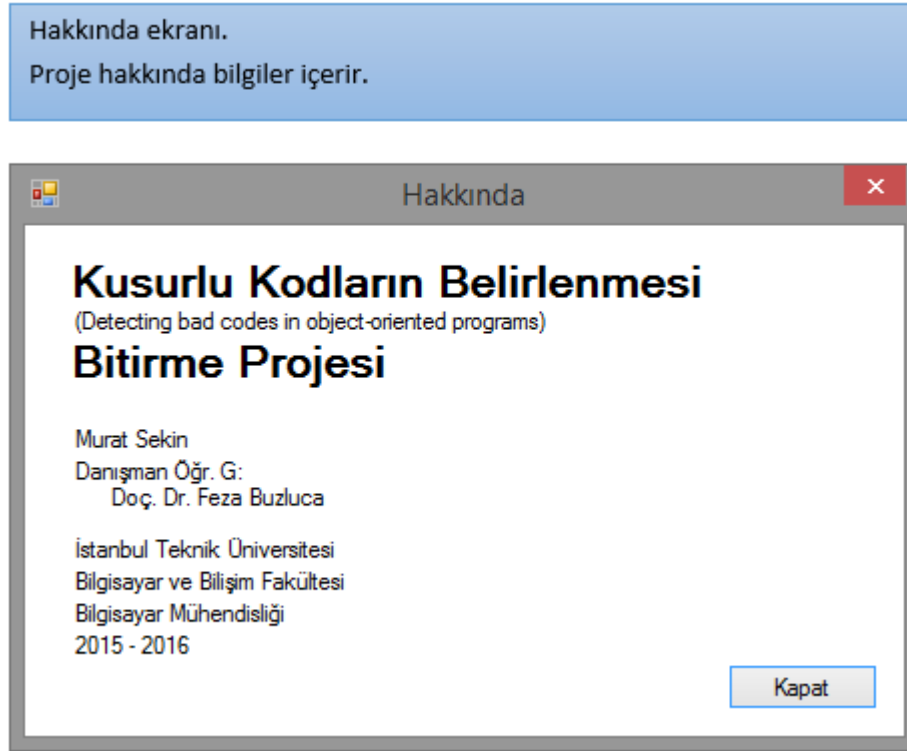 Hakkında ekranı.
Proje hakkında bilgiler içerir.
Hakkında
Kusurlu Kodların Belirlenmesi
(Detecting bad codes in object-oriented programs)
Bitirme Projesi
Murat Sekin
Danışman Öğr. G:
Doç. Dr. Feza Buzluca
İstanbul Teknik Üniversitesi
Bilgisayar ve Bilişim Fakültesi
Bilgisayar Mühendisliği
2015 - 2016
Kapat